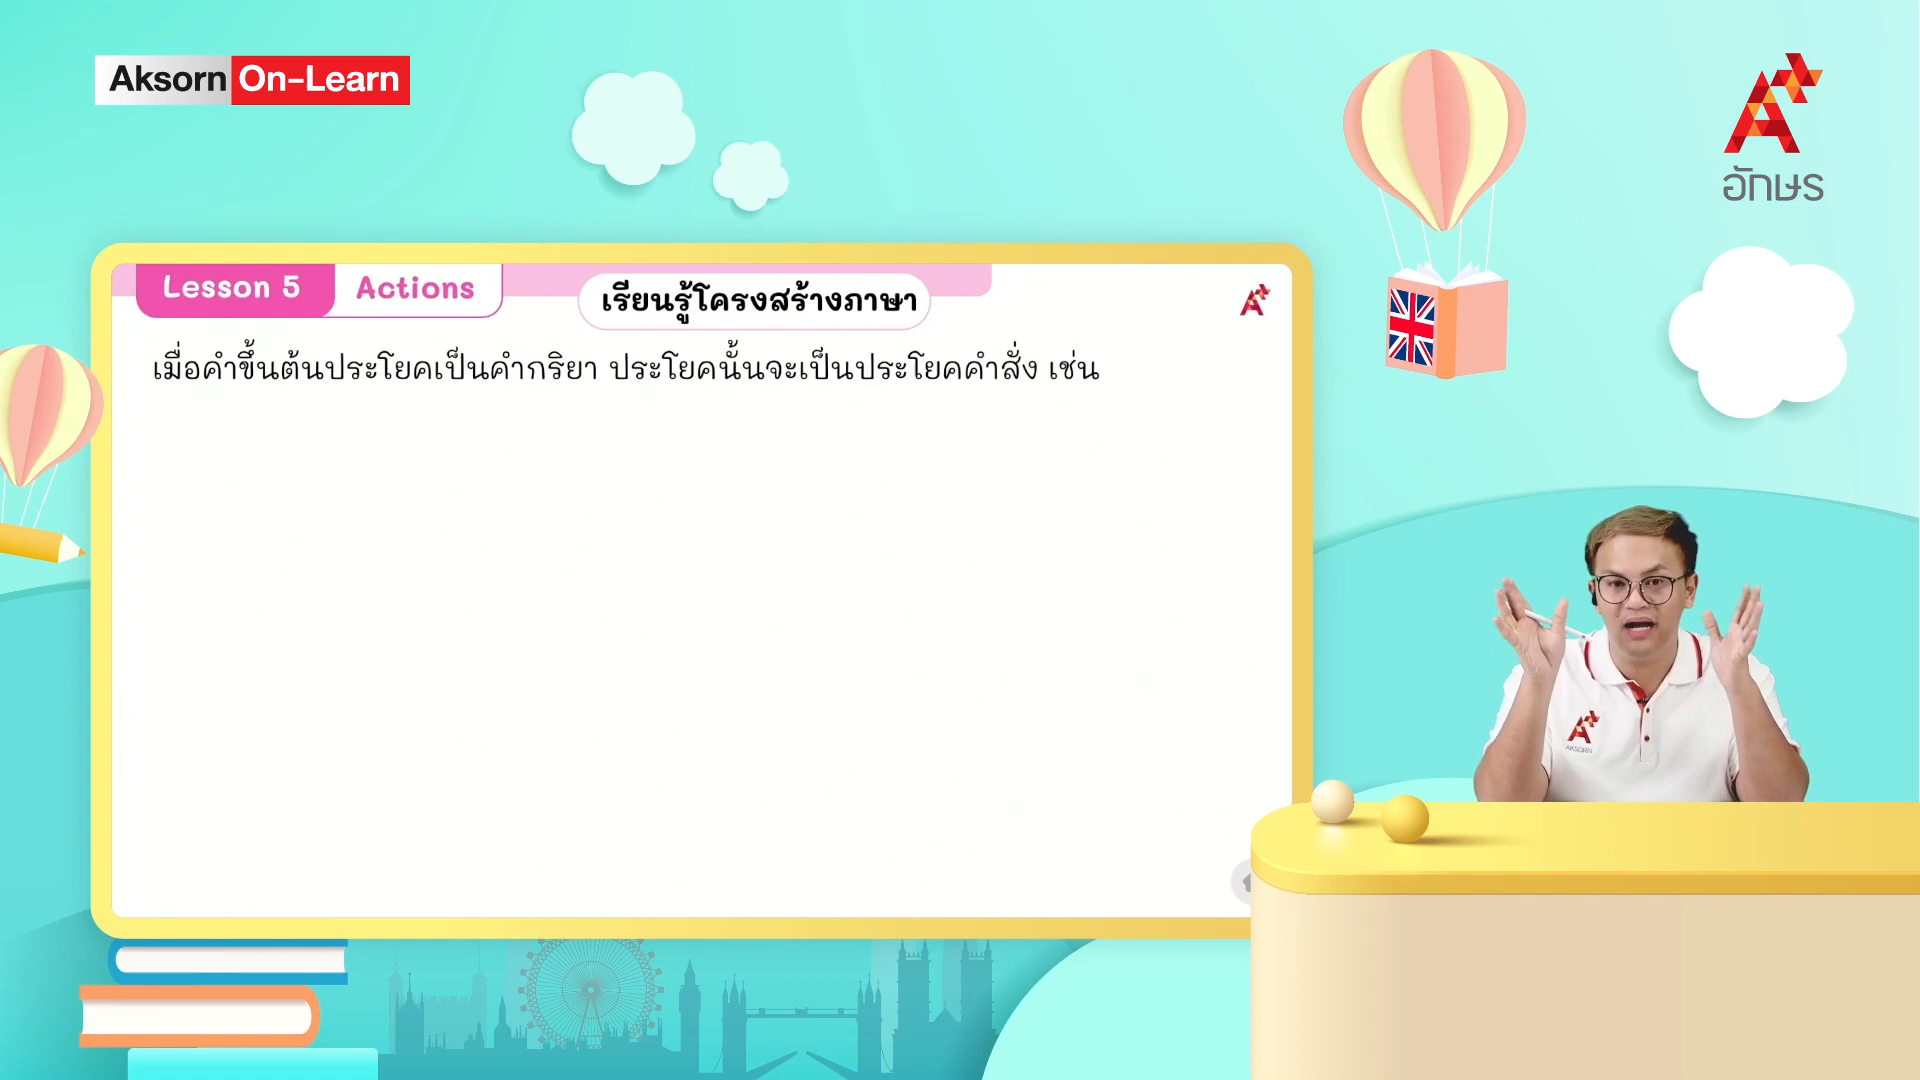 Aksorn On-Learn
อักษร
Lesson 5 Actions
เรียนรู้โครงสร้างภาษา
เมื่อคำขึ้นต้นประโยคเป็นคำกริยา ประโยคนั้นจะเป็นประโยคคำสั่ง เช่น
AKSORN